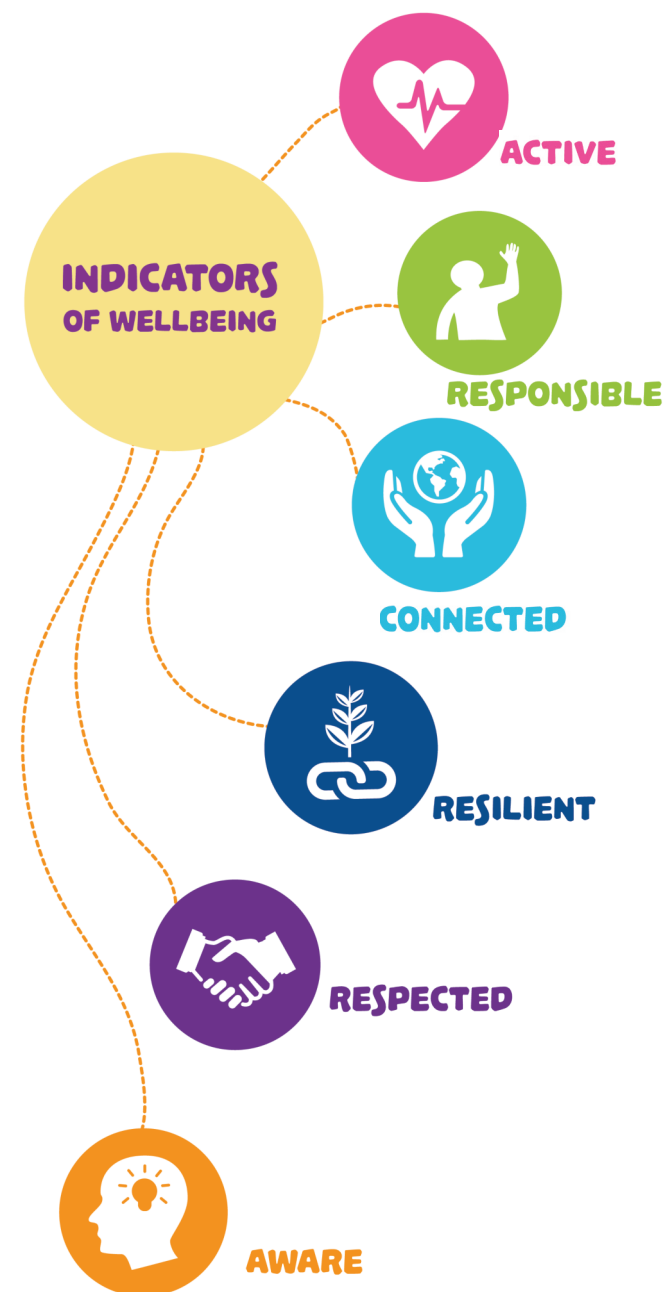 ACTIVE
INDICATORS
OF WELLBEING
RESPONSIBLE
CONNECTED
RESILIENT
RESPECTED
AWARE